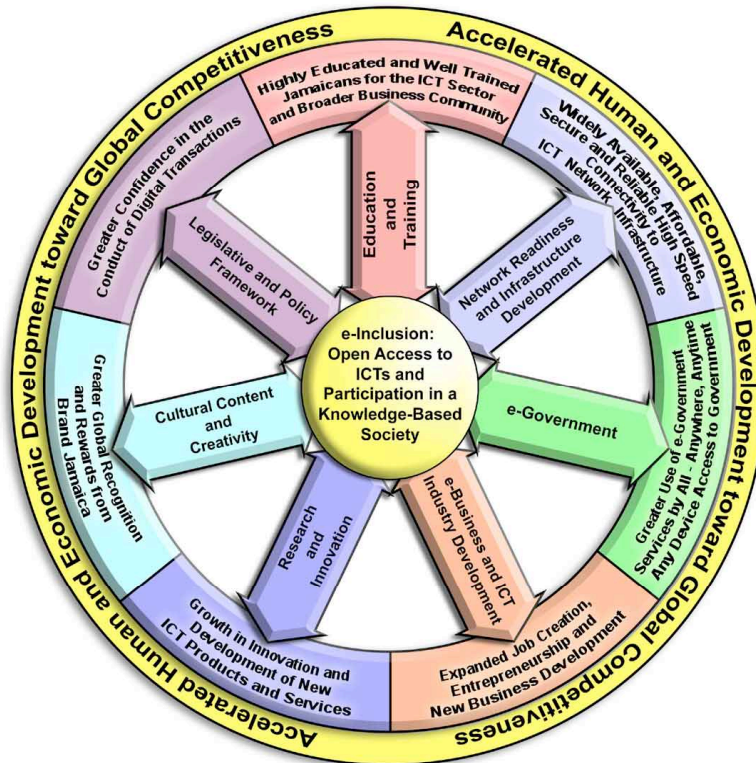 Accelerated Human and Economic Development toward Global Competitiveness
Accelerated Human and Economic Development toward Global Competitiveness
Highly Educated and Well Trained
Jamaicans for the ICT Sector
and Broader Business Community
Widely Available, Affordable,
Secure and Reliable High Speed
Connectivity to
ICT Network Infrastructure
Greater Use of e-Government
Services by All - Anywhere, Anytime
Any Device Access to Government
Expanded Job Creation,
Entrepreneurship and
New Business Development
Growth in Innovation and
Development of New
ICT Products and Services
Greater Global Recognition
and Rewards from
Brand Jamaica
Greater Confidence in the
Conduct of Digital Transactions
Education
and
Training
Network Readiness
and Infrastructure
Development
e-Government
e-Business and ICT
Industry Development
Research
and
Innovation
Cultural Content
and
Creativity
Legislative and Policy
Framework
e-Inclusion:
Open Access to
ICTs and
Participation in a
Knowledge-Based
Society